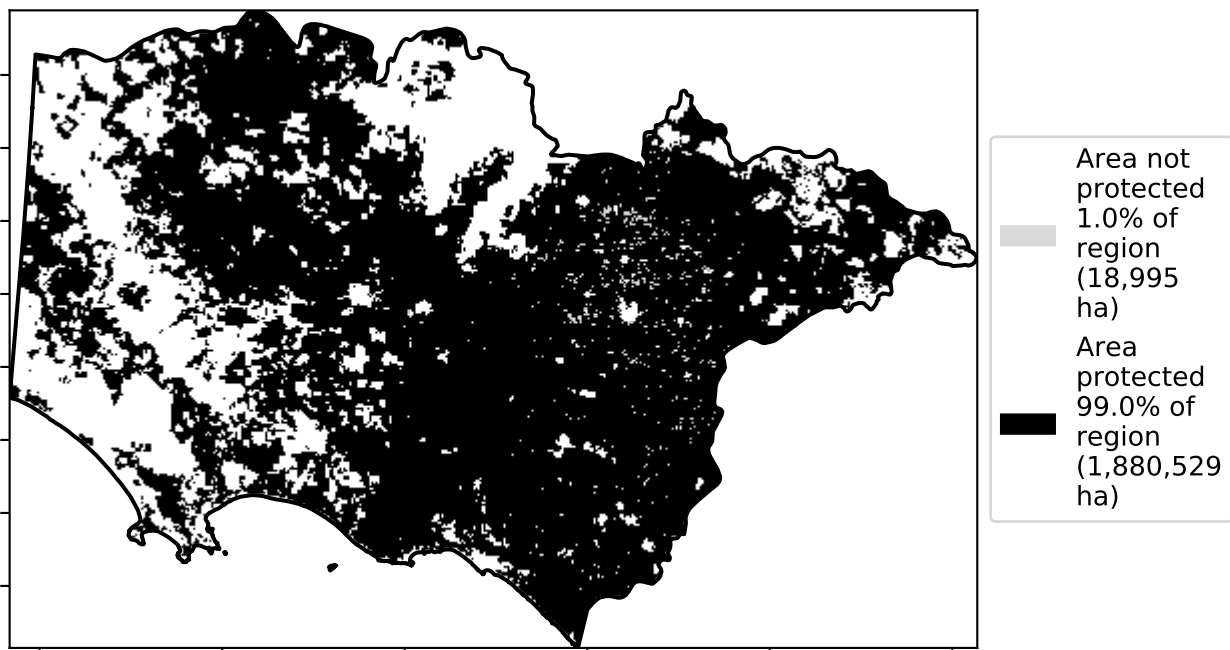 Area not
protected
1.0% of
region
(18,995
ha)
Area
protected
99.0% of
region
(1,880,529
ha)